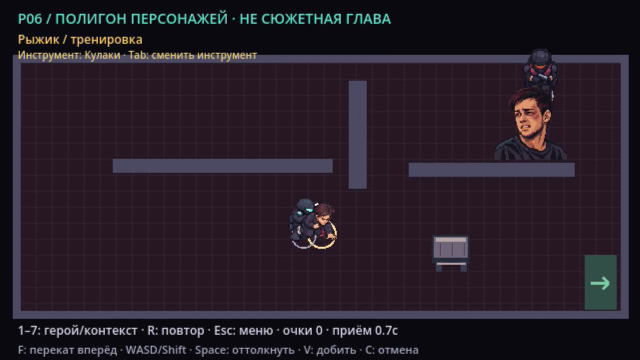 P06 / ПОЛИГОН ПЕРСОНАЖЕЙ · НЕ СЮЖЕТНАЯ ГЛАВА
Рыжик / тренировка
Инструмент: Кулаки · Tab: сменить инструмент
→
1–7: герой/контекст · R: повтор · Esc: меню · очки 0 · приём 0.7с
F: перекат вперёд · WASD/Shift · Space: оттолкнуть · V: добить · C: отмена